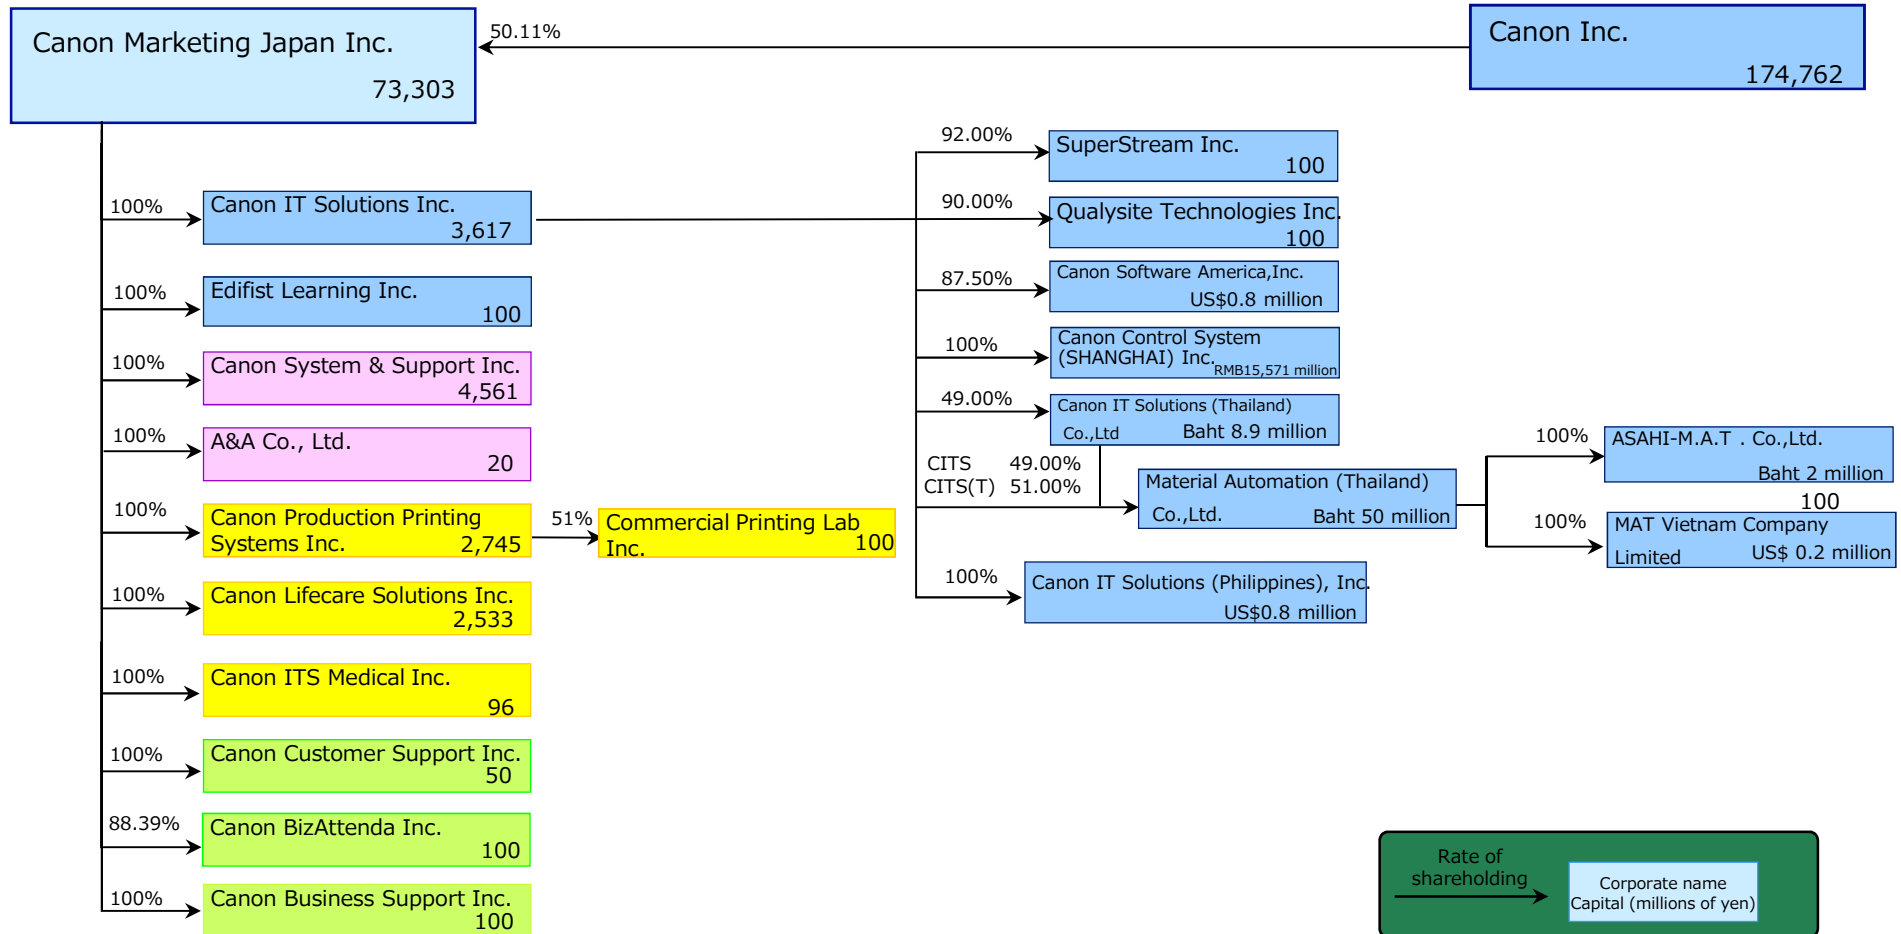 Canon Marketing Japan Inc.
73,303
50.11%
Canon Inc.
174,762
100%
Canon IT Solutions Inc.
3,617
100%
Edifist Learning Inc.
100
100%
Canon System & Support Inc.
4,561
100%
A&A Co., Ltd.
20
100%
Canon Production Printing
Systems Inc.
2,745
51%
Commercial Printing Lab
Inc.
100
100%
Canon Lifecare Solutions Inc.
2,533
100%
Canon ITS Medical Inc.
96
100%
Canon Customer Support Inc.
50
88.39%
Canon BizAttenda Inc.
100
100%
Canon Business Support Inc.
100
92.00%
SuperStream Inc.
100
90.00%
Qualysite Technologies Inc.
100
87.50%
Canon Software America,Inc.
US$0.8 million
100%
Canon Control System
(SHANGHAI) Inc.
RMB15,571 million
49.00%
Canon IT Solutions (Thailand)
Co.,Ltd
Baht 8.9 million
CITS 49.00%
CITS(T) 51.00%
Material Automation (Thailand)
Co.,Ltd.
Baht 50 million
100%
ASAHI-M.A.T . Co.,Ltd.
Baht 2 million
100
100%
MAT Vietnam Company
Limited
US$ 0.2 million
100%
Canon IT Solutions (Philippines), Inc.
US$0.8 million
Rate of
shareholding
Corporate name
Capital (millions of yen)